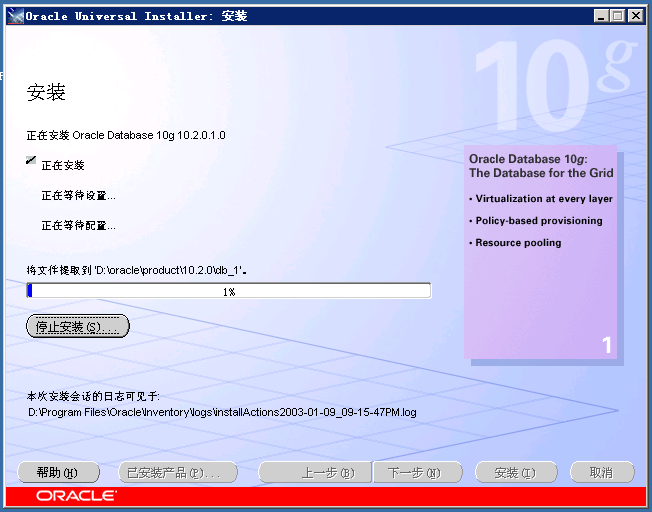 Oracle Universal Installer: 安装
10g
安装
正在安装 Oracle Database 10g 10.2.0.1.0
正在安装
正在等待设置...
正在等待配置...
Oracle Database 10g:
The Database for the Grid
• Virtualization at every layer
• Policy-based provisioning
• Resource pooling
1
将文件提取到 'D:\oracle\product\10.2.0\db_1'。
1%
停止安装(S)...
本次安装会话的日志可见于:
D:\Program Files\Oracle\Inventory\logs\installActions2003-01-09_09-15-47PM.log
帮助(H) 已安装产品(P)... 上一步(B) 下一步(N) 安装(I) 取消
ORACLE